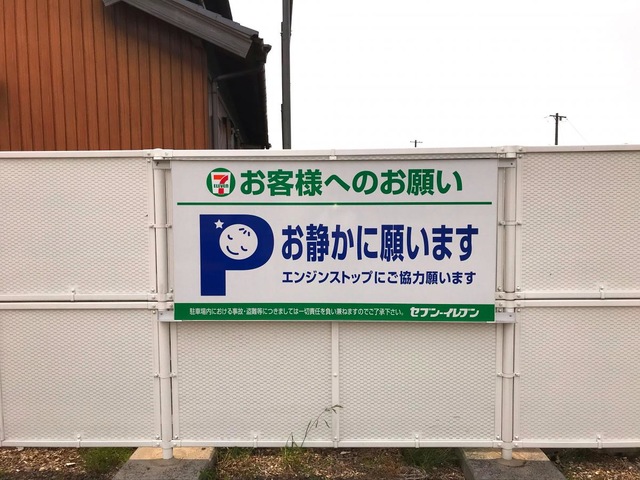 7 ELEVEN お客様へのお願い
P お静かに願います
エンジンストップにご協力願います
駐車場内における事故・盗難等につきましては一切責任を負い兼ねますのでご了承下さい。 セブン-イレブン